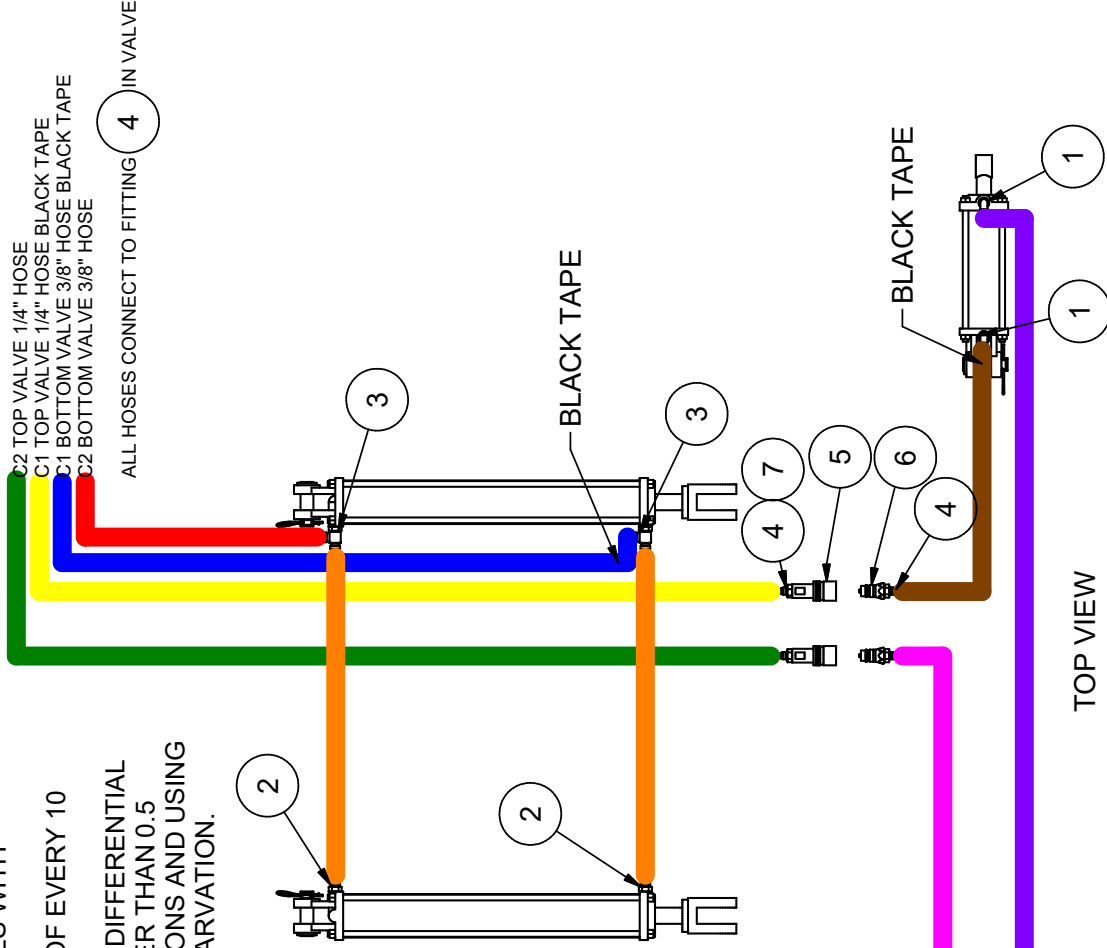 C2 TOP VALVE 1/4" HOSE
C1 TOP VALVE 1/4" HOSE BLACK TAPE
C1 BOTTOM VALVE 3/8" HOSE BLACK TAPE
C2 BOTTOM VALVE 3/8" HOSE
ALL HOSES CONNECT TO FITTING 4 IN VALVE
3
BLACK TAPE
3
7
4
5
6
4
BLACK TAPE
1
1
TOP VIEW
2
2
WITH
OF EVERY 10
DIFFERENTIAL
THAN 0.5
AND USING